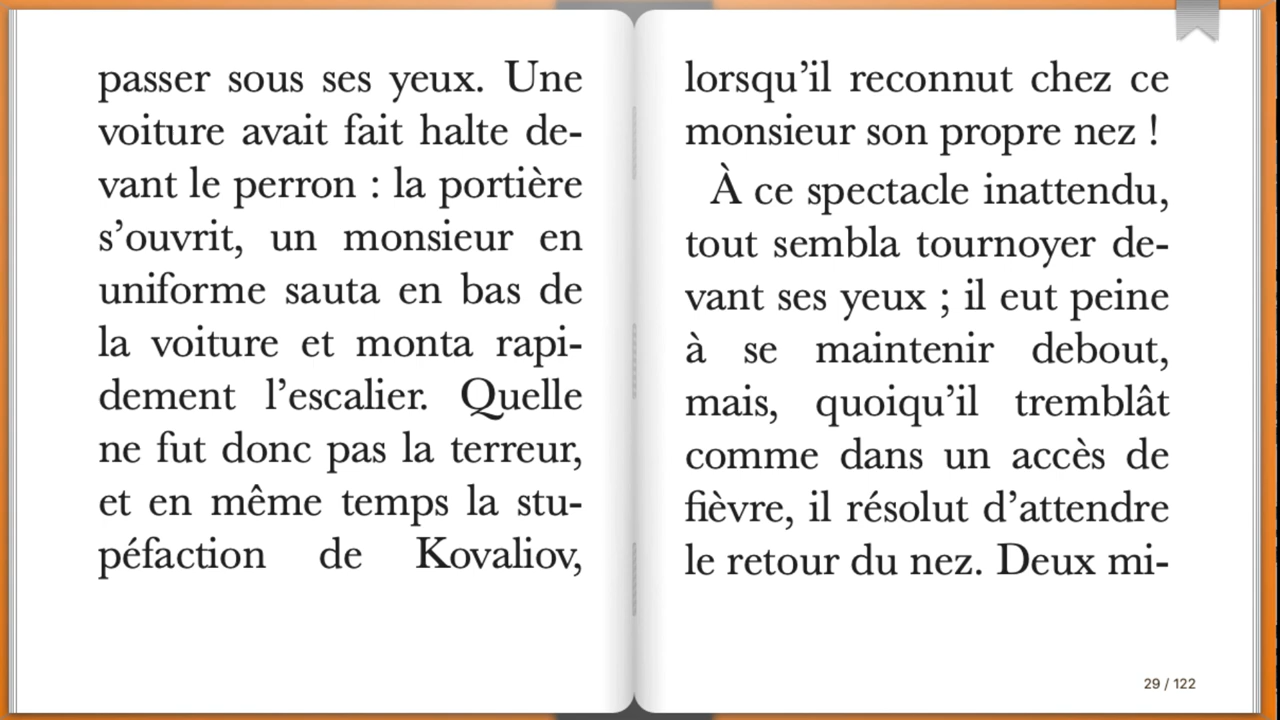 passer sous ses yeux. Une
voiture avait fait halte de-
vant le perron : la portière
s’ouvrit, un monsieur en
uniforme sauta en bas de
la voiture et monta rapi-
dement l’escalier. Quelle
ne fut donc pas la terreur,
et en même temps la stu-
péfaction de Kovaliov,
lorsqu’il reconnut chez ce
monsieur son propre nez !
À ce spectacle inattendu,
tout sembla tournoyer de-
vant ses yeux ; il eut peine
à se maintenir debout,
mais, quoiqu’il tremblât
comme dans un accès de
fièvre, il résolut d’attendre
le retour du nez. Deux mi-
29 / 122